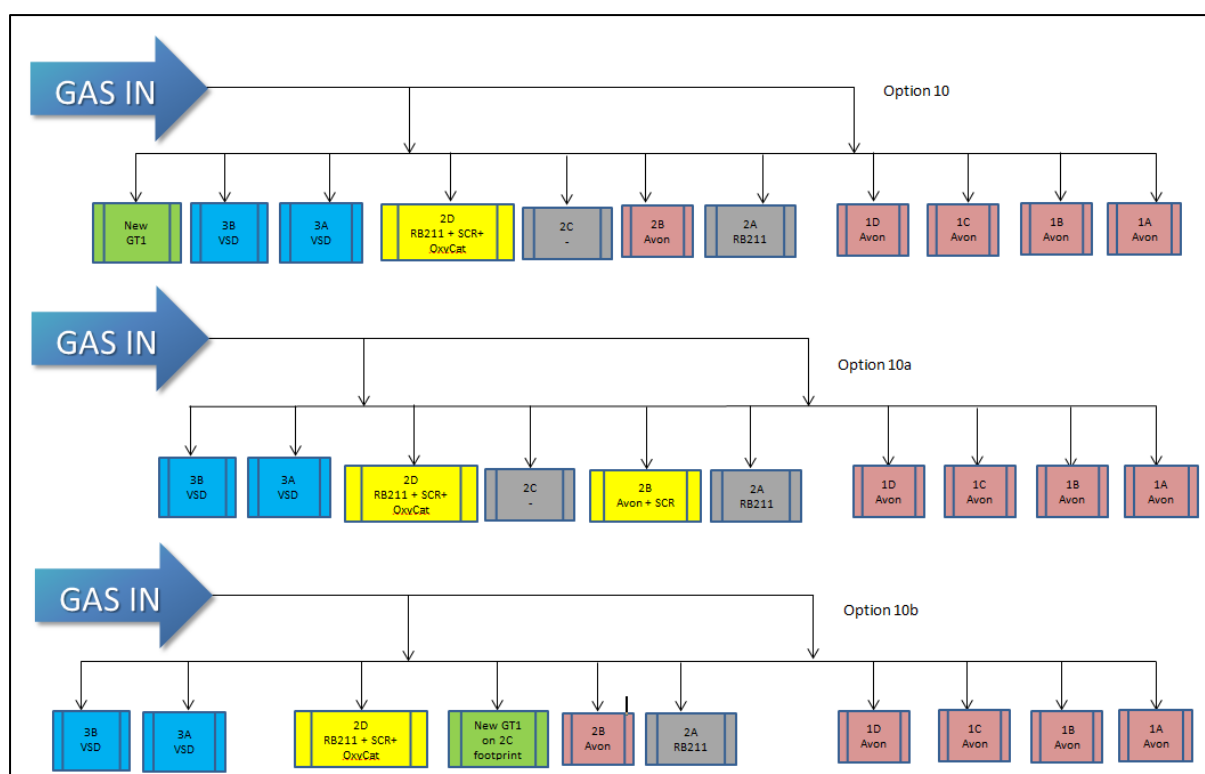 GAS IN
Option 10
New
GT1
3B
VSD
3A
VSD
2D
RB211 + SCR+
OxyCat
2C
-
2B
Avon
2A
RB211
1D
Avon
1C
Avon
1B
Avon
1A
Avon
GAS IN
Option 10a
3B
VSD
3A
VSD
2D
RB211 + SCR+
OxyCat
2C
-
2B
Avon + SCR
2A
RB211
1D
Avon
1C
Avon
1B
Avon
1A
Avon
GAS IN
Option 10b
3B
VSD
3A
VSD
2D
RB211 + SCR+
OxyCat
New GT1
on 2C
footprint
2B
Avon
2A
RB211
1D
Avon
1C
Avon
1B
Avon
1A
Avon